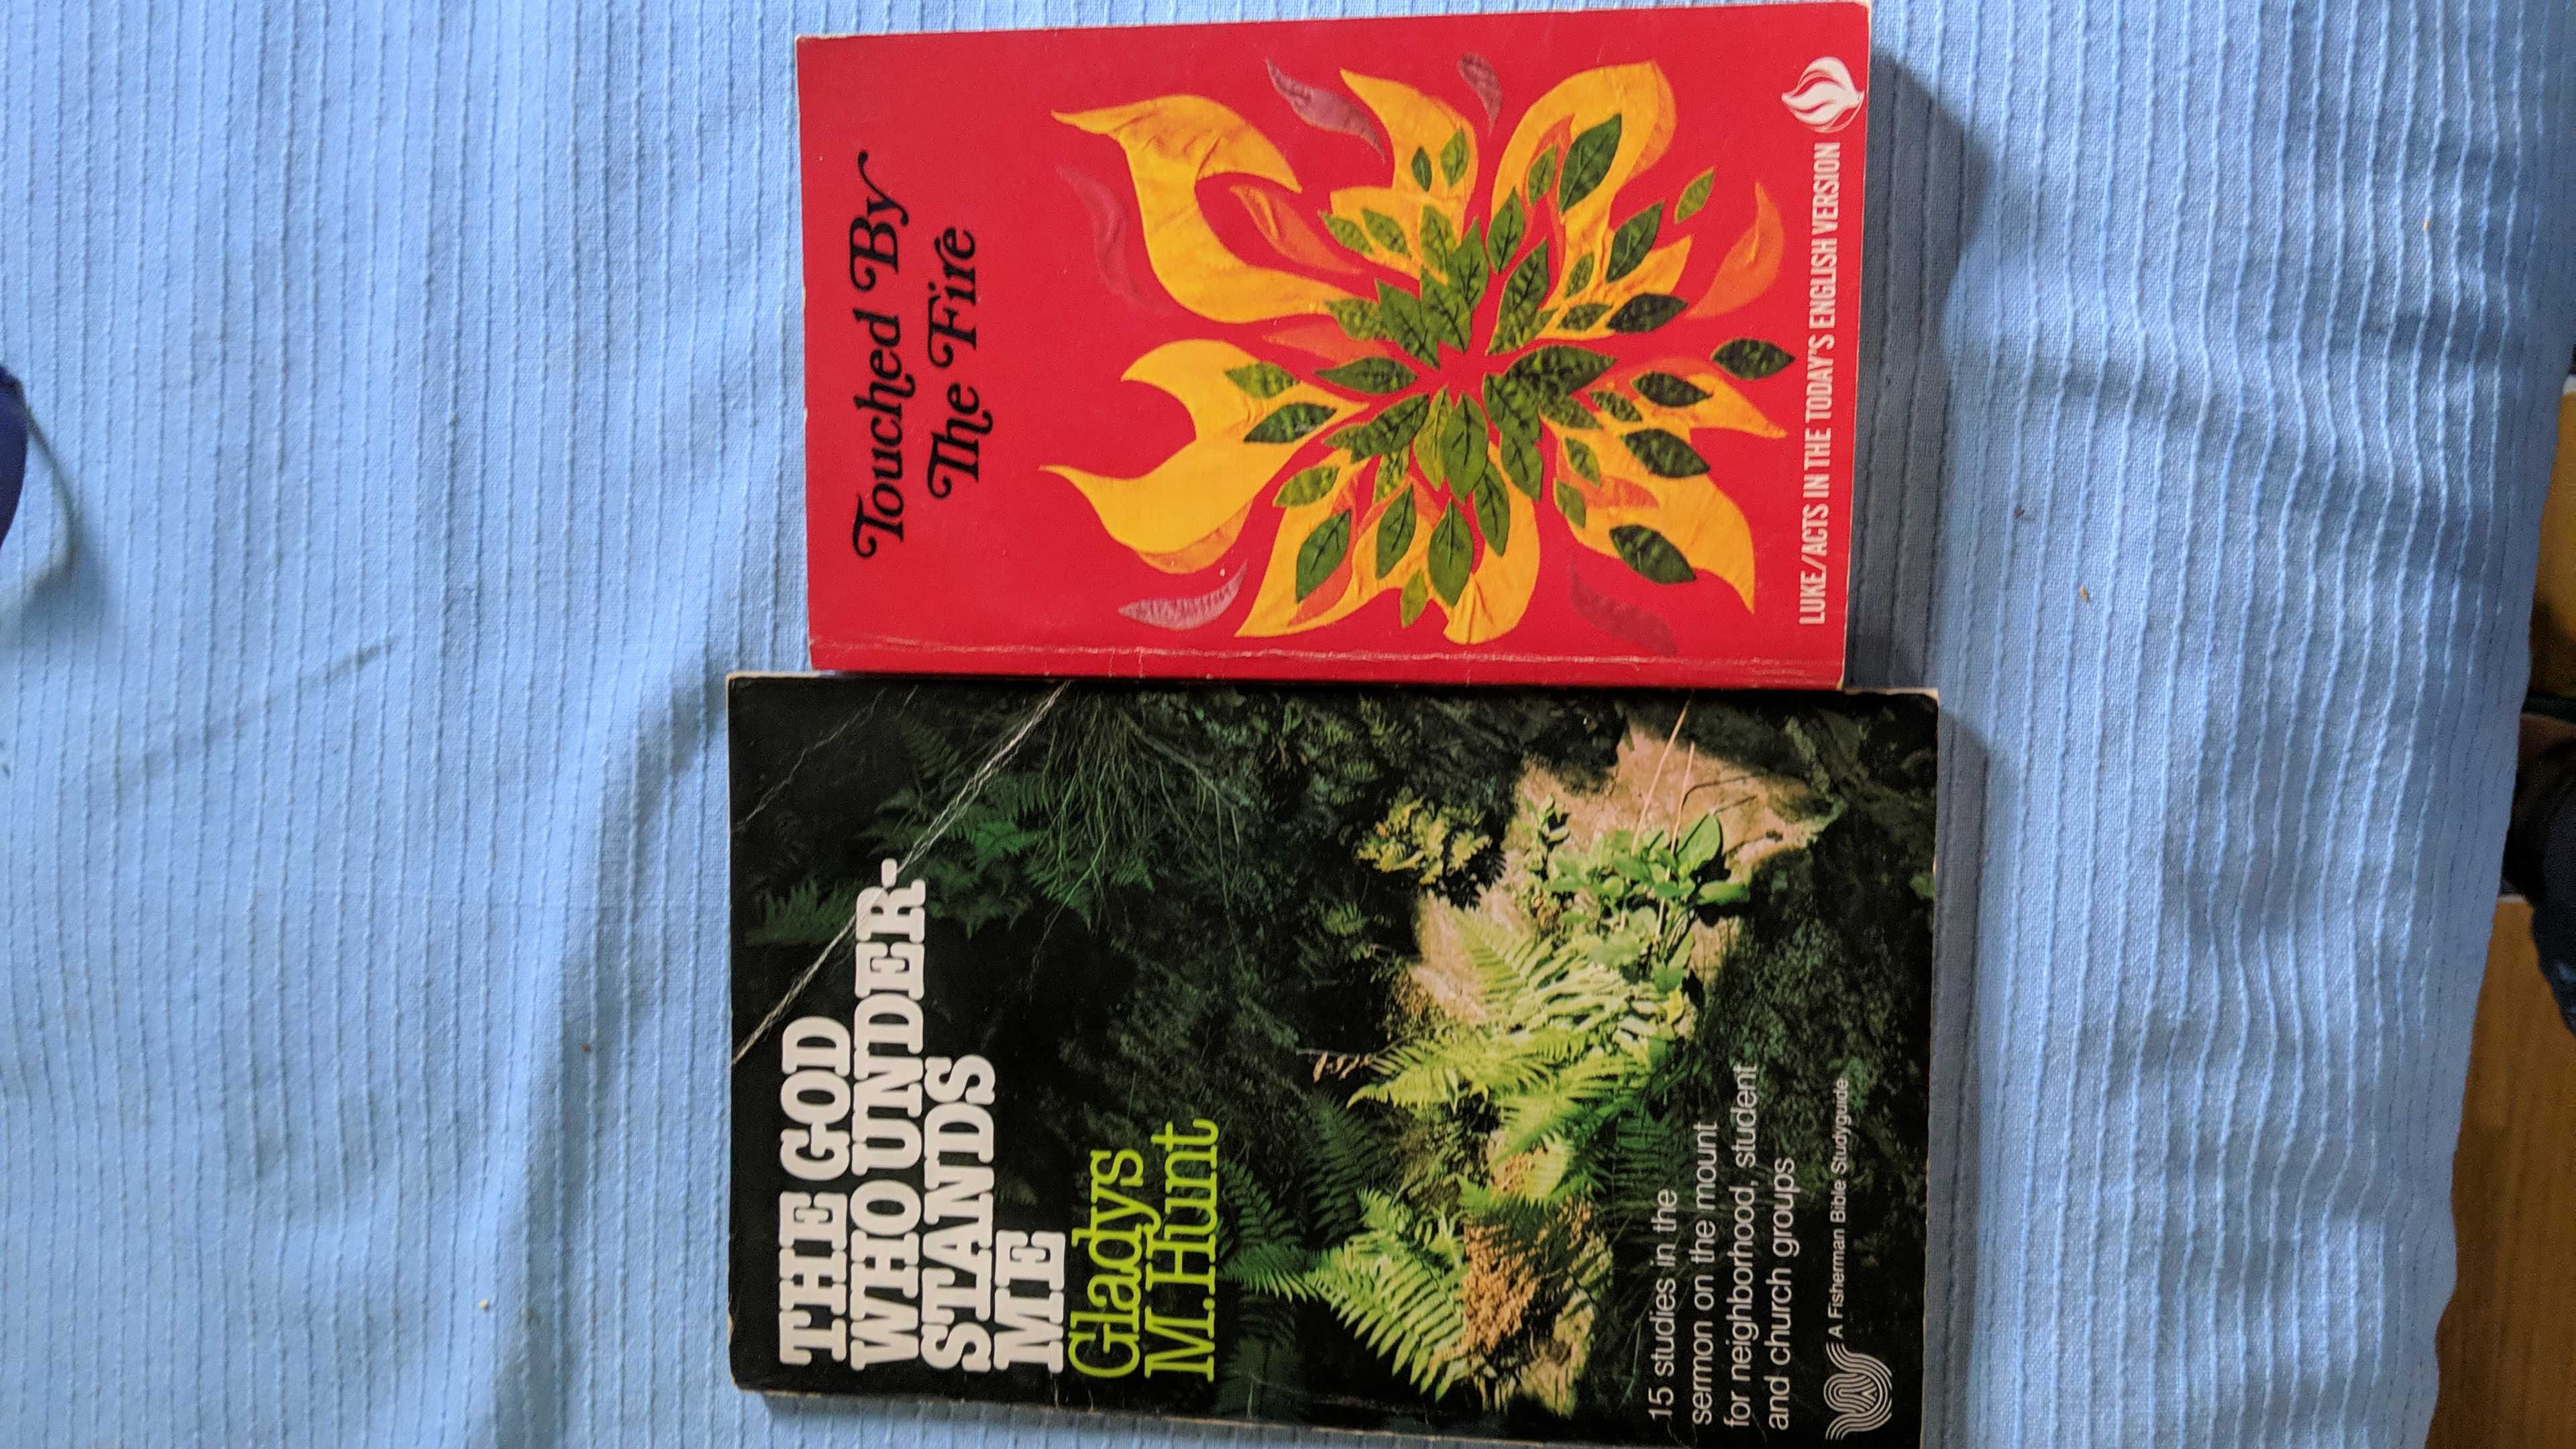 THE GOD
WHO UNDER-
STANDS
ME
Gladys
M. Hunt
15 studies in the
sermon on the mount
for neighborhood, student
and church groups
A Fisherman Bible Studyguide
Touched By
The Fire
LUKE/ACTS IN THE TODAY'S ENGLISH VERSION